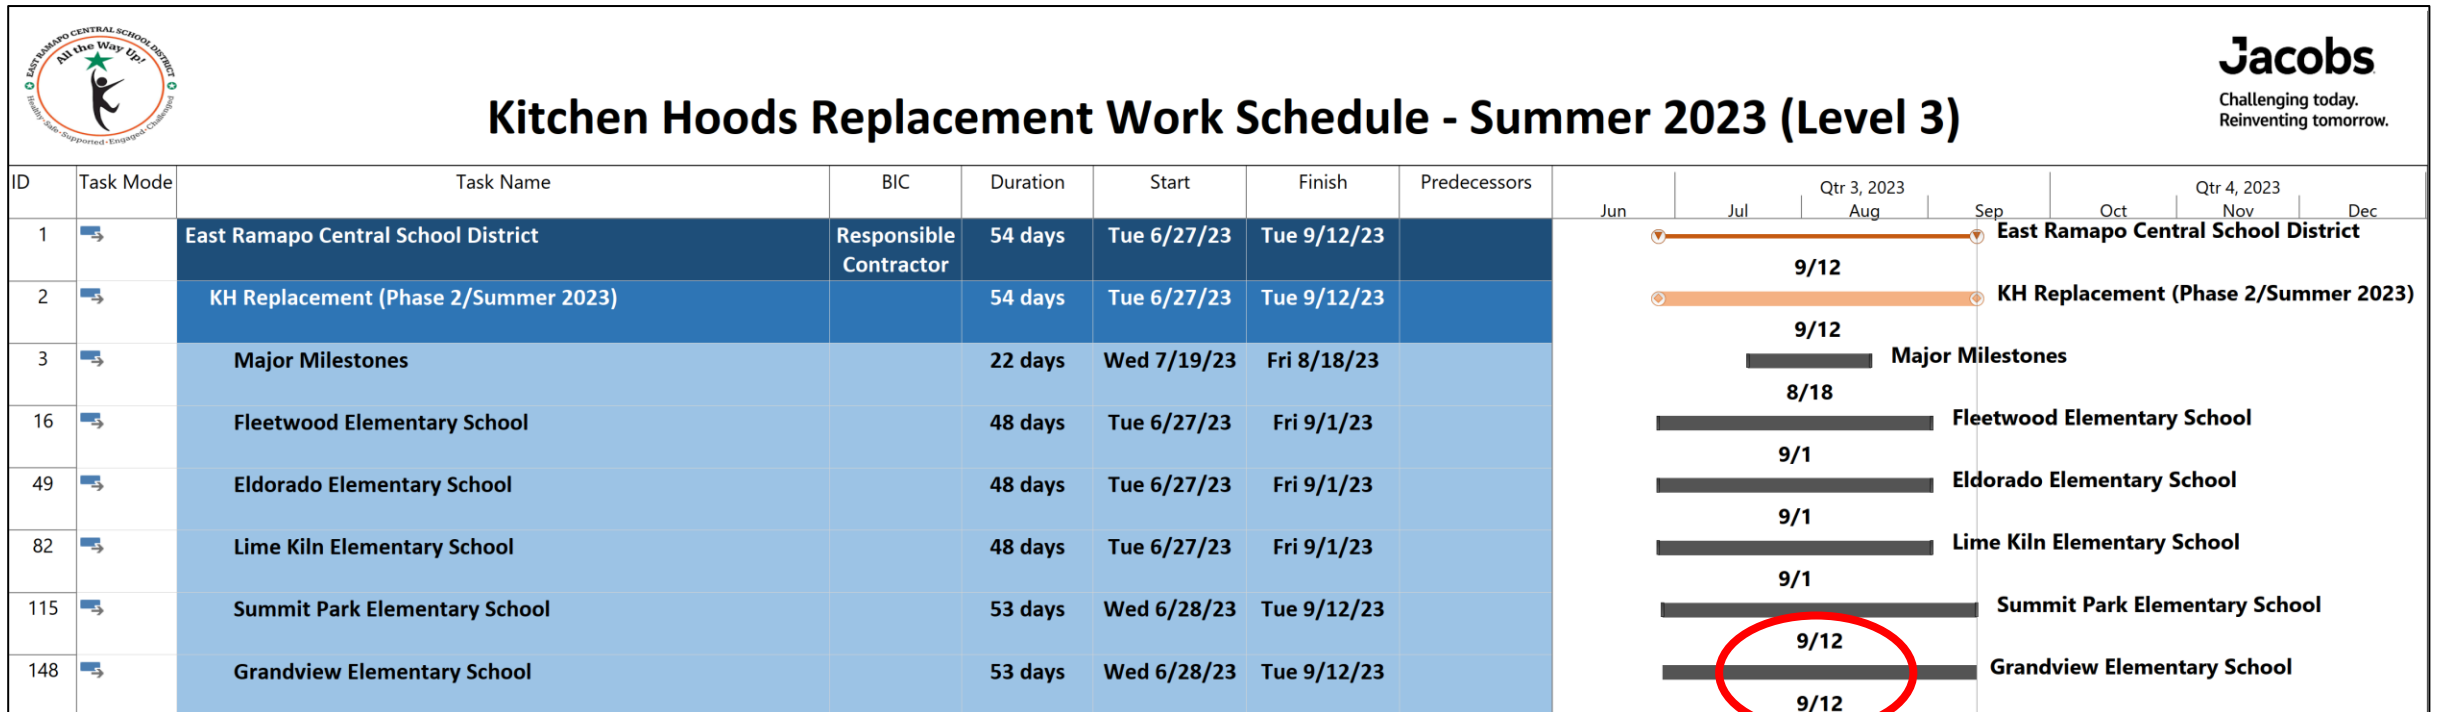 EAST RAMAPO CENTRAL SCHOOL DISTRICT
All the Way Up!
Healthy•Safe•Supported•Engaged•Challenged
Jacobs
Challenging today.
Reinventing tomorrow.
Kitchen Hoods Replacement Work Schedule - Summer 2023 (Level 3)
ID Task Mode Task Name BIC Duration Start Finish Predecessors Qtr 3, 2023 Qtr 4, 2023
Jun Jul Aug Sep Oct Nov Dec
1 East Ramapo Central School District Responsible Contractor 54 days Tue 6/27/23 Tue 9/12/23 East Ramapo Central School District
9/12
2 KH Replacement (Phase 2/Summer 2023) 54 days Tue 6/27/23 Tue 9/12/23 KH Replacement (Phase 2/Summer 2023)
9/12
3 Major Milestones 22 days Wed 7/19/23 Fri 8/18/23 Major Milestones
8/18
16 Fleetwood Elementary School 48 days Tue 6/27/23 Fri 9/1/23 Fleetwood Elementary School
9/1
49 Eldorado Elementary School 48 days Tue 6/27/23 Fri 9/1/23 Eldorado Elementary School
9/1
82 Lime Kiln Elementary School 48 days Tue 6/27/23 Fri 9/1/23 Lime Kiln Elementary School
9/1
115 Summit Park Elementary School 53 days Wed 6/28/23 Tue 9/12/23 Summit Park Elementary School
9/12
148 Grandview Elementary School 53 days Wed 6/28/23 Tue 9/12/23 Grandview Elementary School
9/12